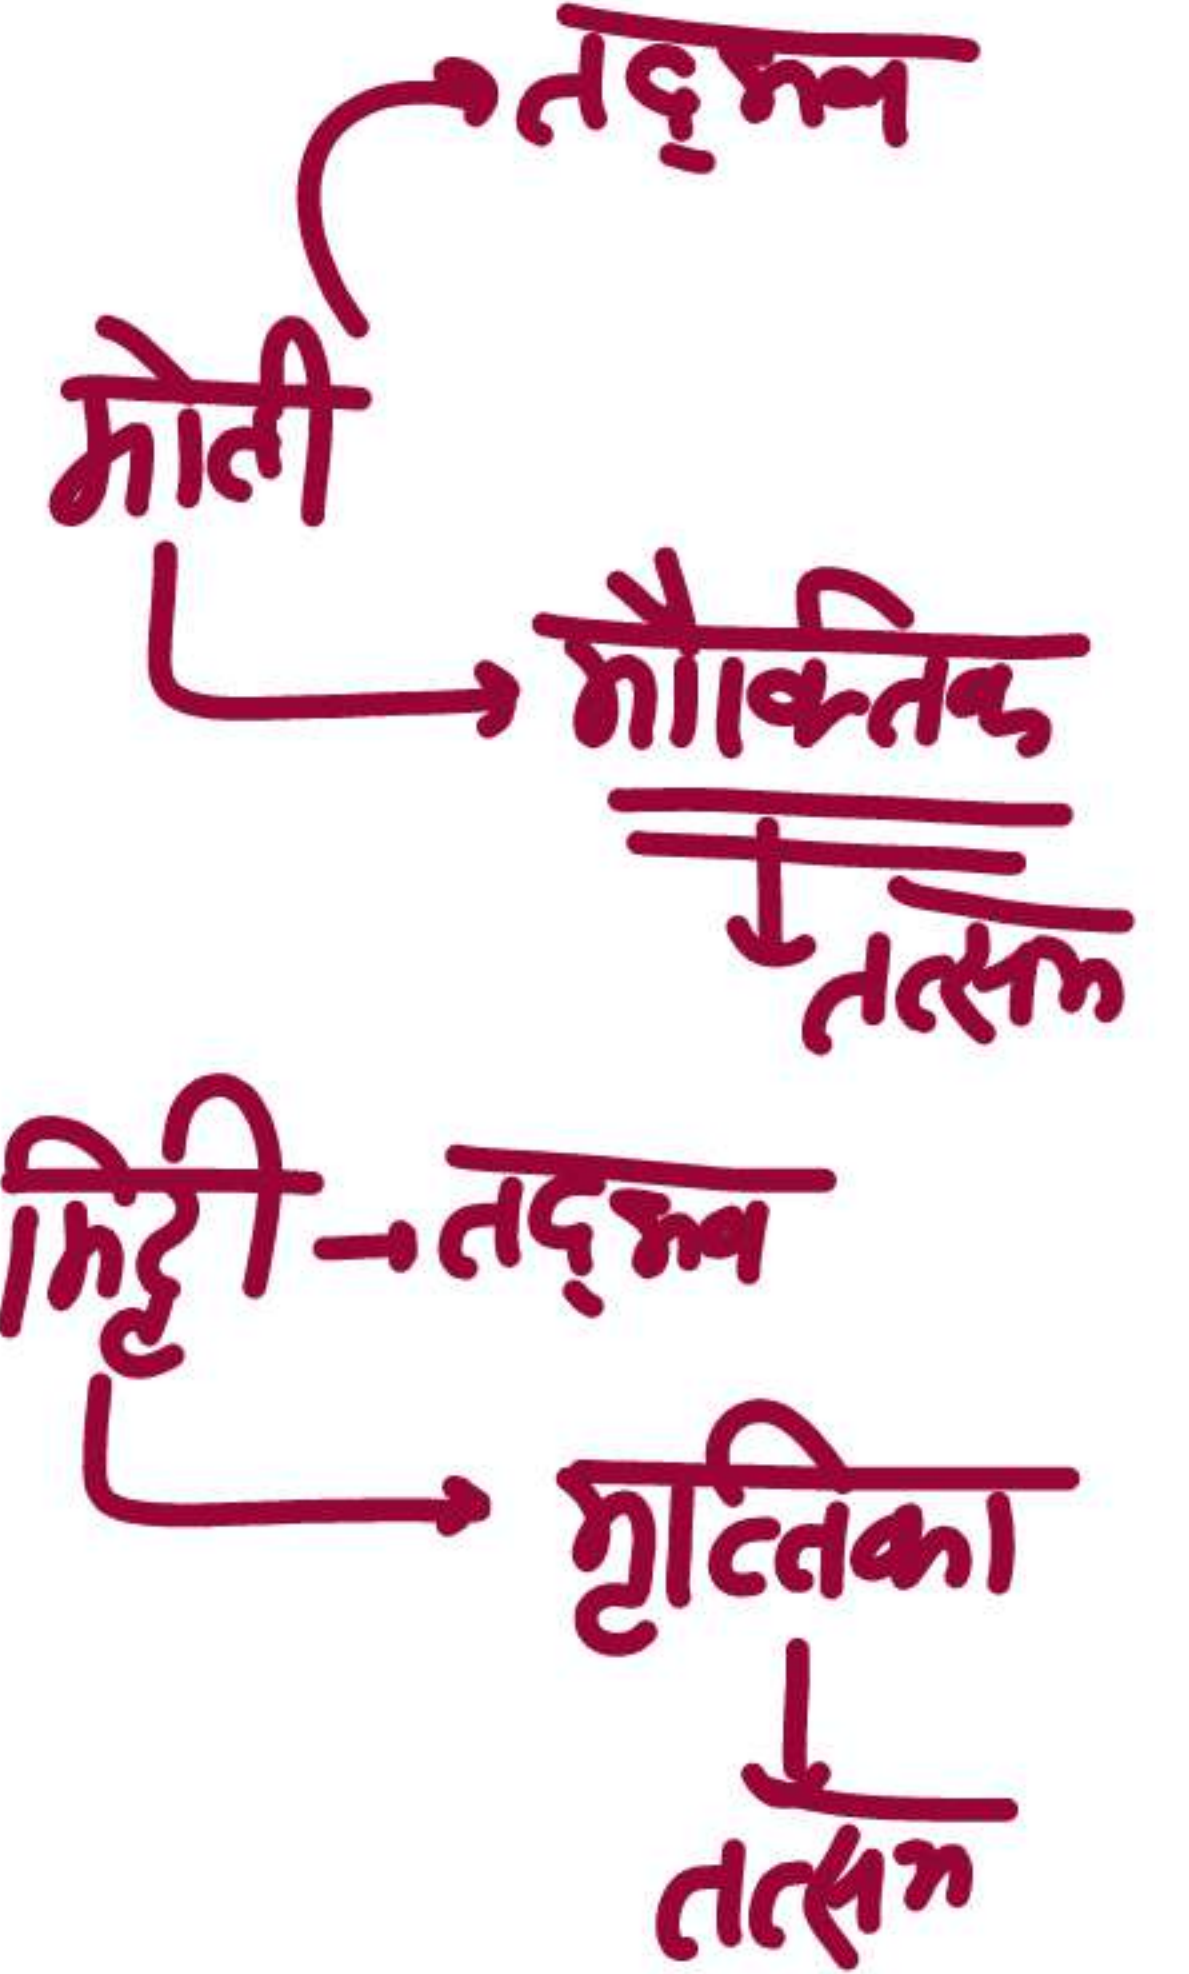 तद्भव
मोती
मौक्तिक
तत्सम
मिट्टी → तद्भव
मृत्तिका
तत्सम